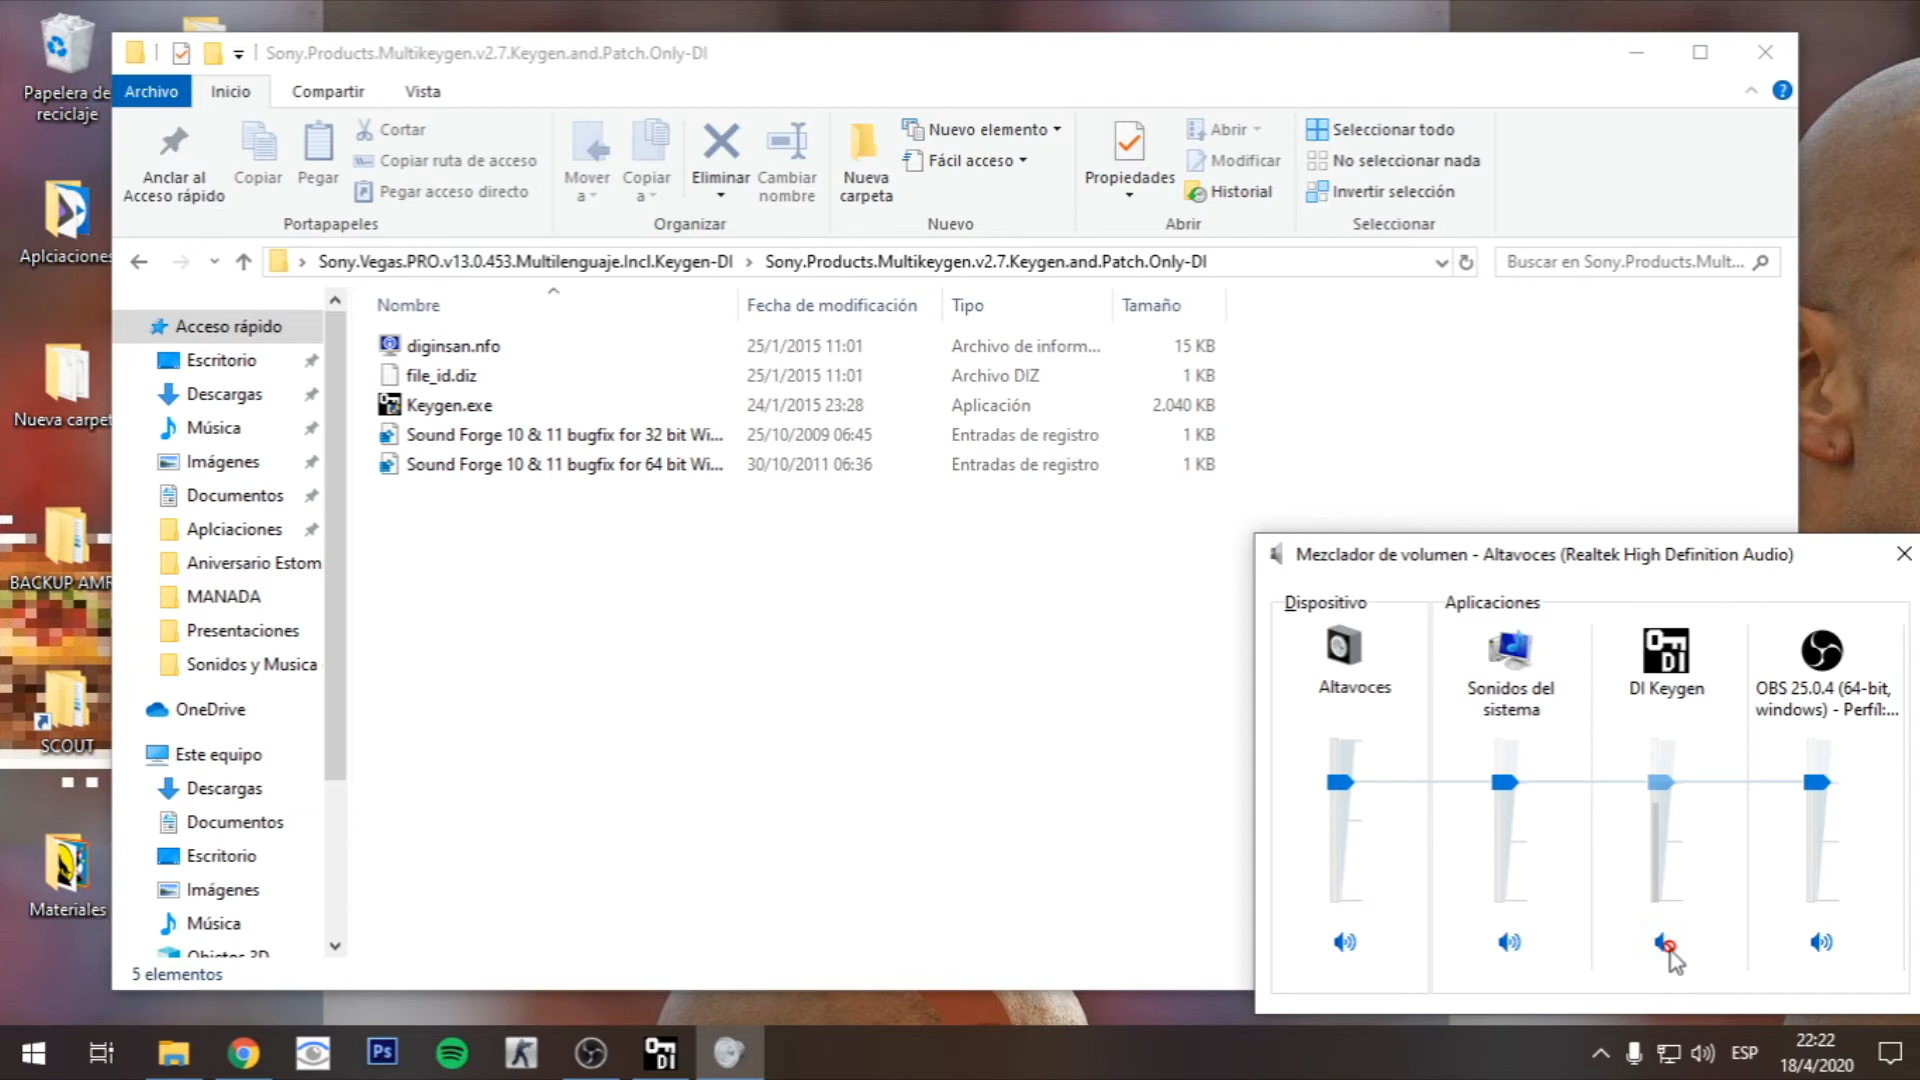 Papelera de
reciclaje
Aplciaciones
Nueva carpet
BACKUP AMR
SCOUT
Materiales
Sony.Products.Multikeygen.v2.7.Keygen.and.Patch.Only-DI
Archivo
Inicio
Compartir
Vista
Anclar al
Acceso rápido
Copiar
Pegar
Cortar
Copiar ruta de acceso
Pegar acceso directo
Portapapeles
Mover
a
Copiar
a
Eliminar
Cambiar
nombre
Organizar
Nueva
carpeta
Nuevo elemento
Fácil acceso
Nuevo
Propiedades
Abrir
Modificar
Historial
Abrir
Seleccionar todo
No seleccionar nada
Invertir selección
Seleccionar
Sony.Vegas.PRO.v13.0.453.Multilenguaje.Incl.Keygen-DI > Sony.Products.Multikeygen.v2.7.Keygen.and.Patch.Only-DI
Buscar en Sony.Products.Mult...
Acceso rápido
Escritorio
Descargas
Música
Imágenes
Documentos
Aplciaciones
Aniversario Estom
MANADA
Presentaciones
Sonidos y Musica
OneDrive
Este equipo
Descargas
Documentos
Escritorio
Imágenes
Música
Objetos 3D
Nombre Fecha de modificación Tipo Tamaño
diginsan.nfo 25/1/2015 11:01 Archivo de inform... 15 KB
file_id.diz 25/1/2015 11:01 Archivo DIZ 1 KB
Keygen.exe 24/1/2015 23:28 Aplicación 2.040 KB
Sound Forge 10 & 11 bugfix for 32 bit Wi... 25/10/2009 06:45 Entradas de registro 1 KB
Sound Forge 10 & 11 bugfix for 64 bit Wi... 30/10/2011 06:36 Entradas de registro 1 KB
5 elementos
Mezclador de volumen - Altavoces (Realtek High Definition Audio)
Dispositivo
Aplicaciones
Altavoces
Sonidos del
sistema
DI
DI Keygen
OBS 25.0.4 (64-bit,
windows) - Perfil:...
Ps
DI
ESP
22:22
18/4/2020